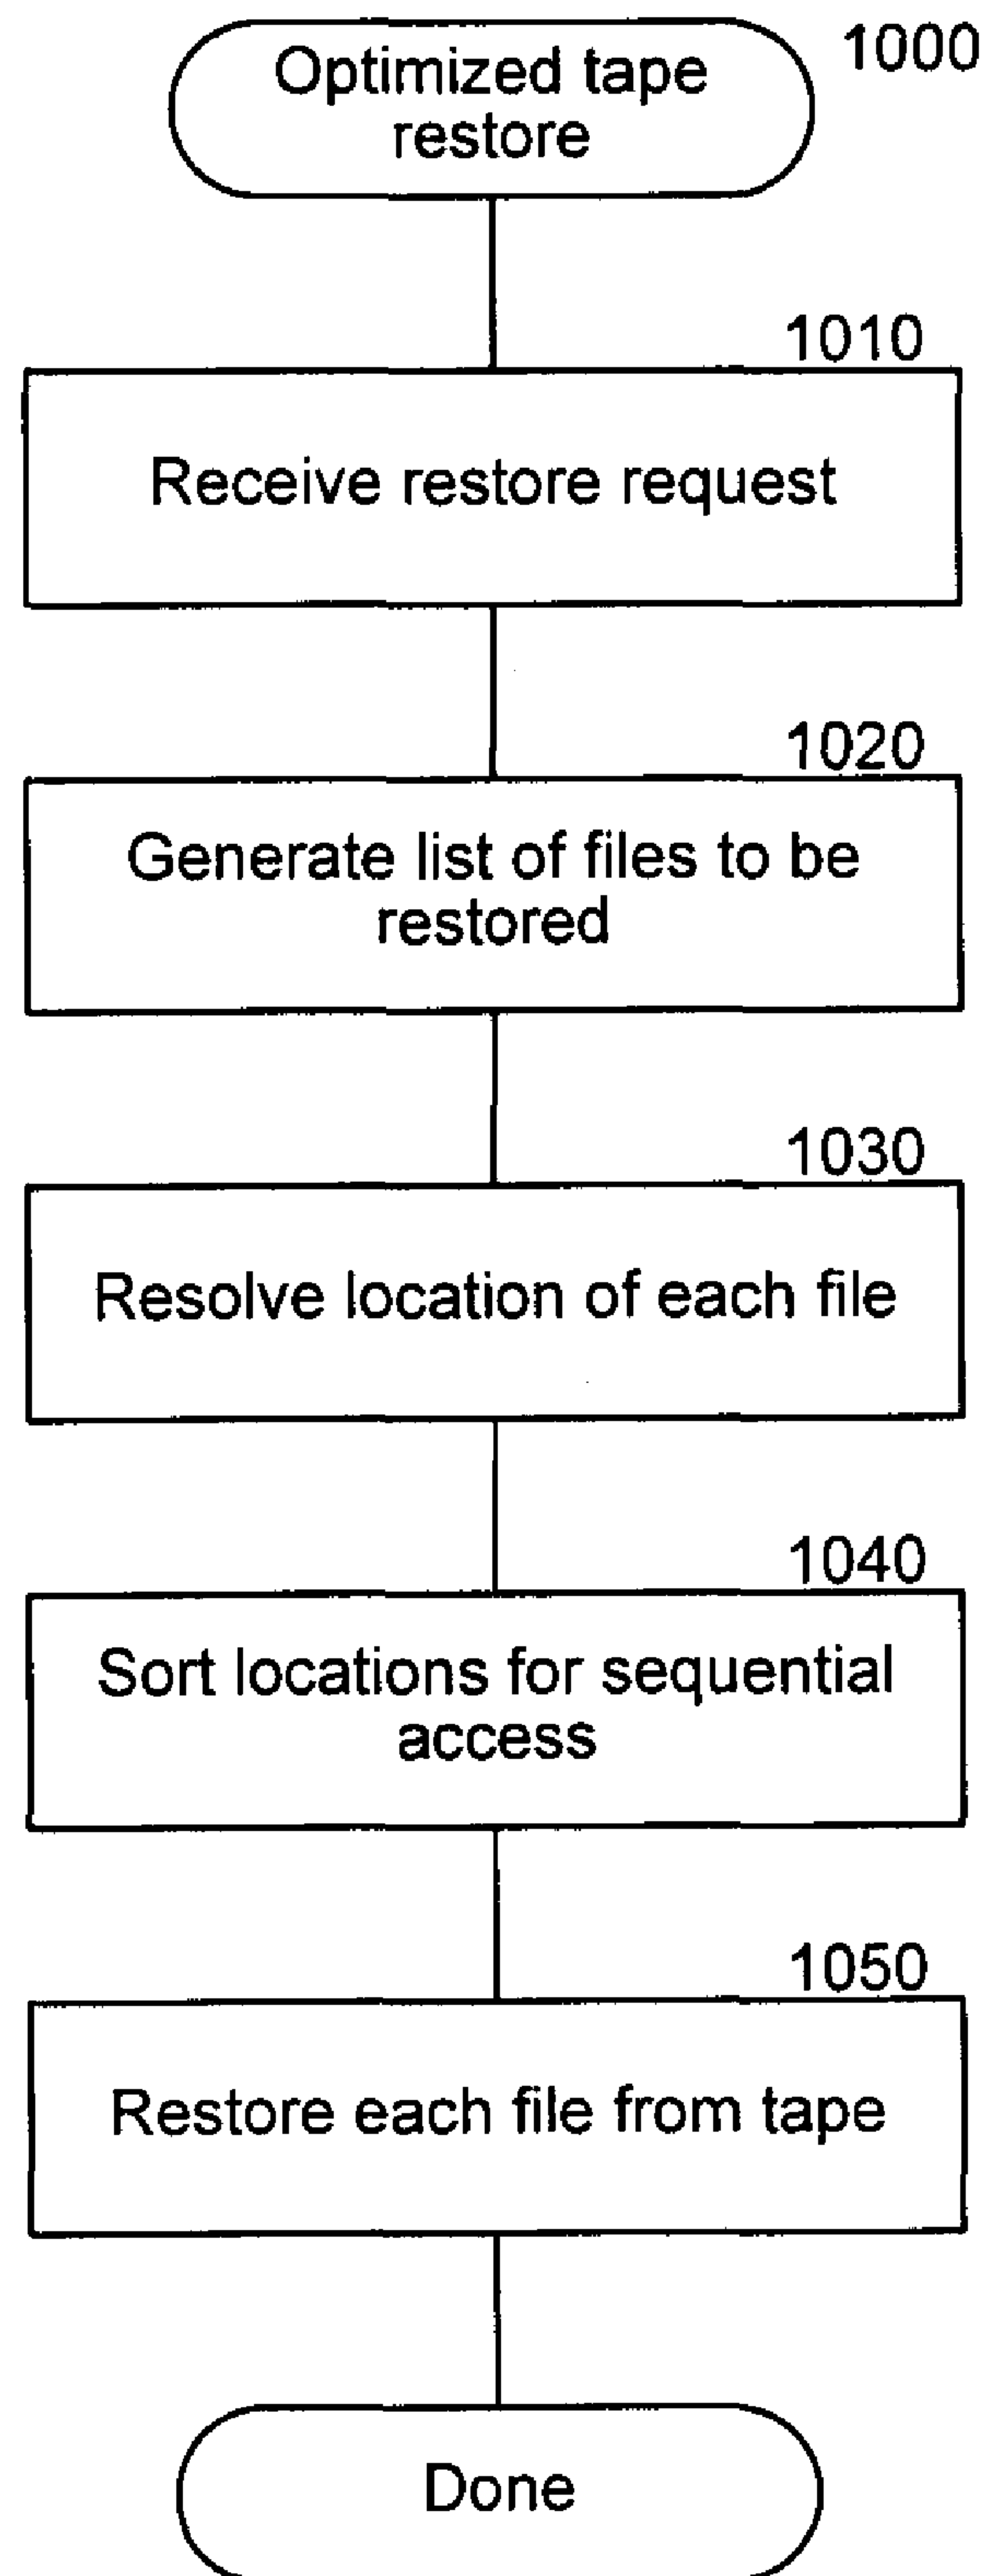 Optimized tape
restore
1000
1010
Receive restore request
1020
Generate list of files to be
restored
1030
Resolve location of each file
1040
Sort locations for sequential
access
1050
Restore each file from tape
Done